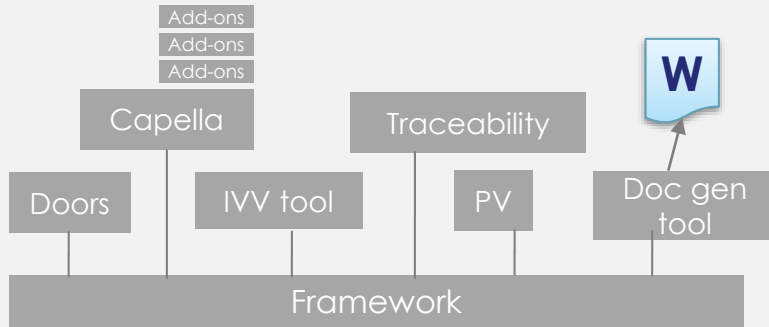 Add-ons
Add-ons
Add-ons
Capella
Traceability
W
Doors
IVV tool
PV
Doc gen
tool
Framework